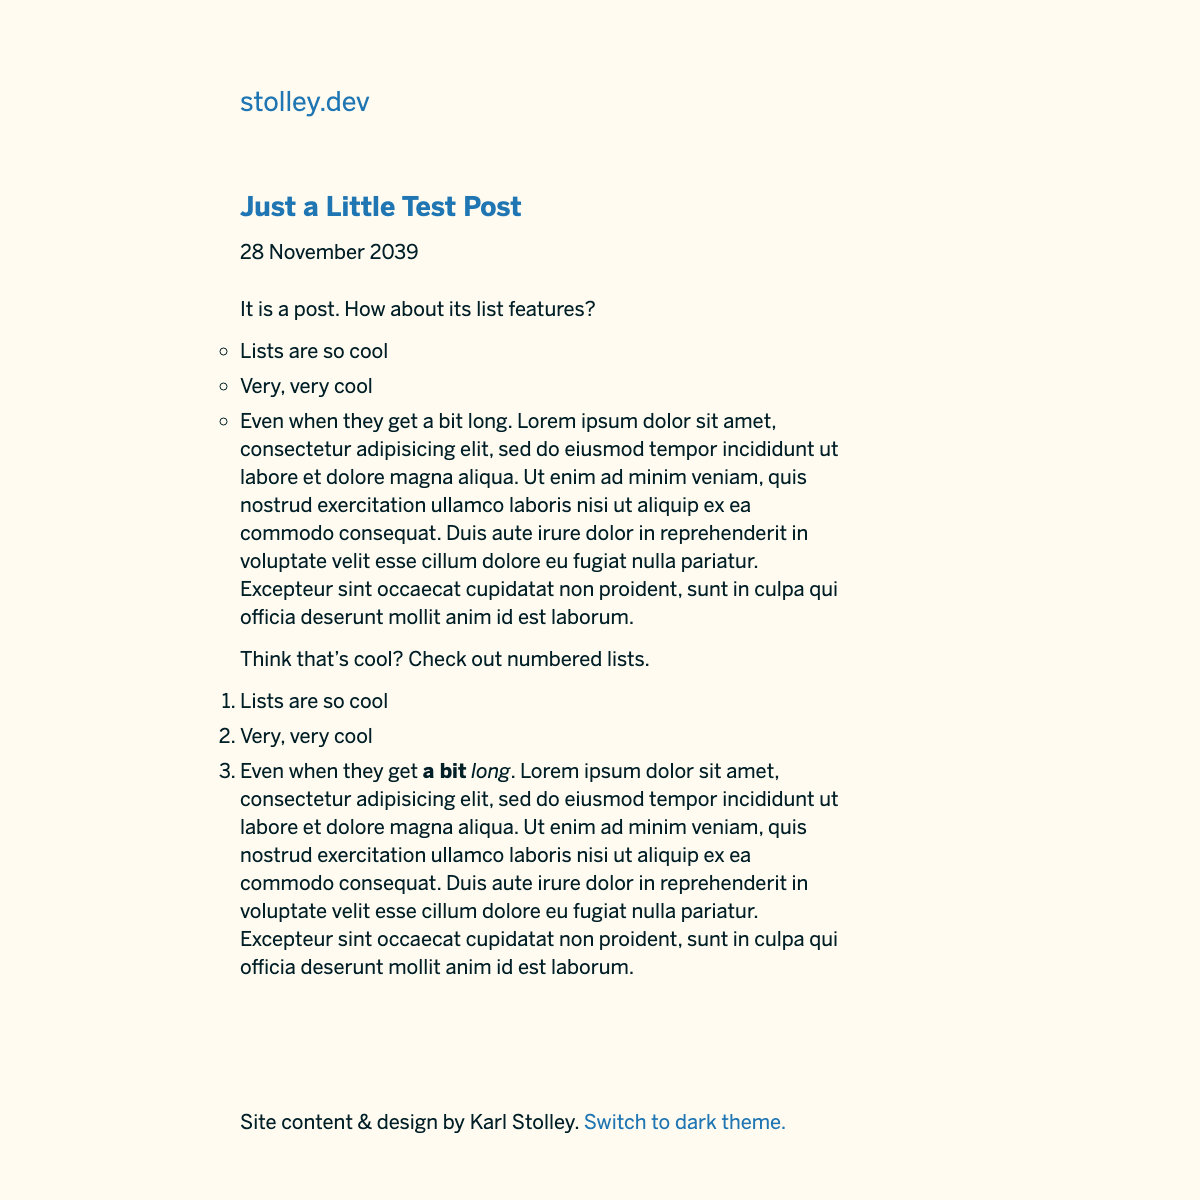 stolley.dev
Just a Little Test Post
28 November 2039
It is a post. How about its list features?
Lists are so cool
Very, very cool
Even when they get a bit long. Lorem ipsum dolor sit amet,
consectetur adipisicing elit, sed do eiusmod tempor incididunt ut
labore et dolore magna aliqua. Ut enim ad minim veniam, quis
nostrud exercitation ullamco laboris nisi ut aliquip ex ea
commodo consequat. Duis aute irure dolor in reprehenderit in
voluptate velit esse cillum dolore eu fugiat nulla pariatur.
Excepteur sint occaecat cupidatat non proident, sunt in culpa qui
officia deserunt mollit anim id est laborum.
Think that’s cool? Check out numbered lists.
1. Lists are so cool
2. Very, very cool
3. Even when they get a bit long. Lorem ipsum dolor sit amet,
consectetur adipisicing elit, sed do eiusmod tempor incididunt ut
labore et dolore magna aliqua. Ut enim ad minim veniam, quis
nostrud exercitation ullamco laboris nisi ut aliquip ex ea
commodo consequat. Duis aute irure dolor in reprehenderit in
voluptate velit esse cillum dolore eu fugiat nulla pariatur.
Excepteur sint occaecat cupidatat non proident, sunt in culpa qui
officia deserunt mollit anim id est laborum.
Site content & design by Karl Stolley. Switch to dark theme.